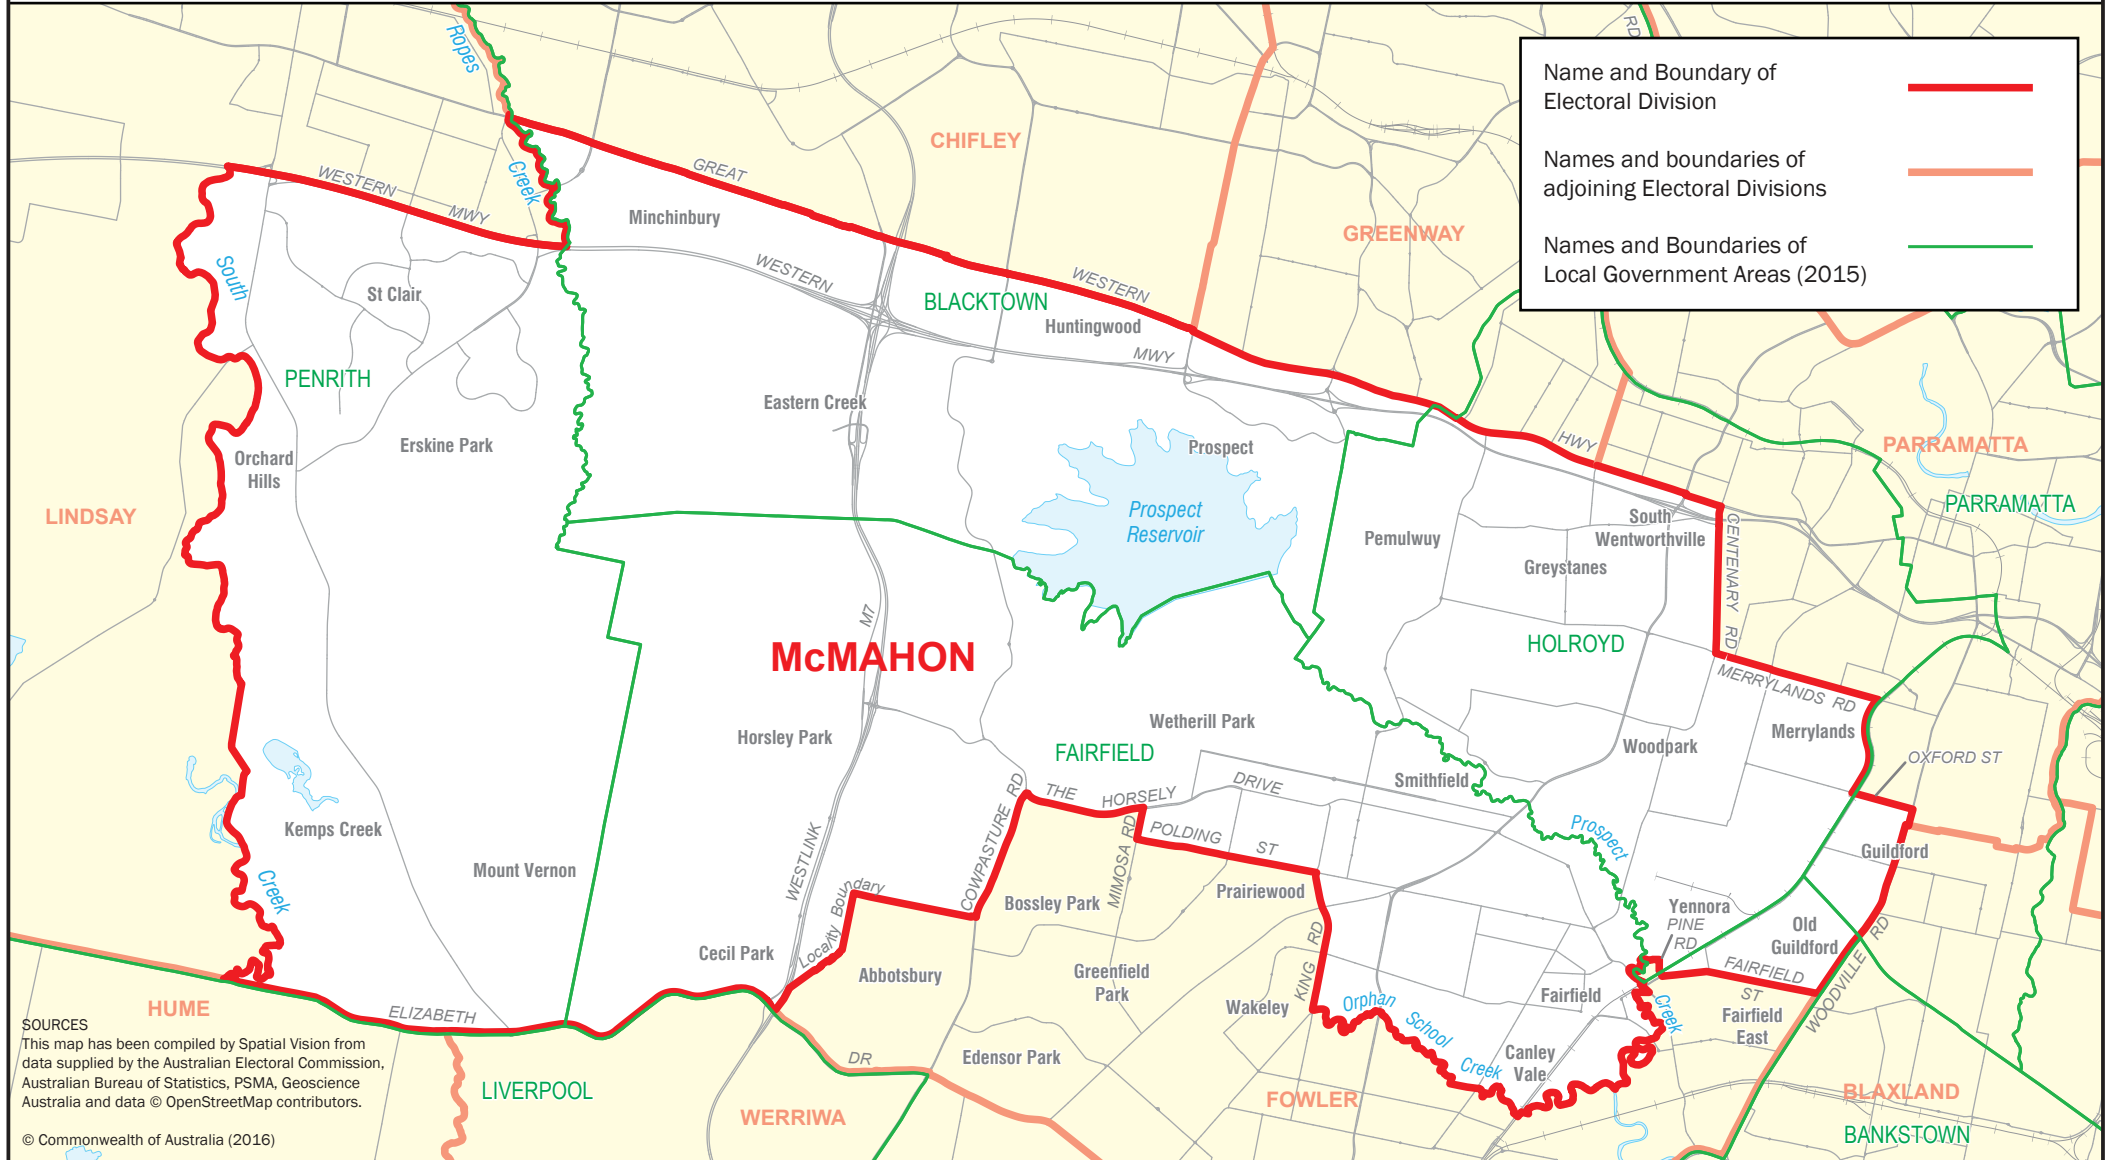 Name and Boundary of
Electoral Division
Names and boundaries of
adjoining Electoral Divisions
Names and Boundaries of
Local Government Areas (2015)
RD
Ropes
Creek
CHIFLEY
GREENWAY
WESTERN
MWY
GREAT
Minchinbury
South
St Clair
WESTERN
WESTERN
BLACKTOWN
Huntingwood
MWY
PENRITH
Eastern Creek
HWY
PARRAMATTA
Orchard
Hills
Erskine Park
Prospect
LINDSAY
Prospect
Reservoir
Pemulwuy
South
Wentworthville
Greystanes
CENTENARY
RD
PARRAMATTA
M7
McMAHON
HOLROYD
MERRYLANDS RD
Horsley Park
Wetherill Park
FAIRFIELD
Woodpark
Merrylands
OXFORD ST
Smithfield
COWPASTURE RD
THE
HORSELY
DRIVE
Kemps Creek
WESTLINK
MIMOSA RD
POLDING
ST
Prospect
Guildford
Mount Vernon
Creek
Locality Boundary
Bossley Park
Prairiewood
Yennora
PINE
RD
Old
Guildford
Cecil Park
Abbotsbury
Greenfield
Park
KING RD
Wakeley
Orphan
School
Creek
Fairfield
Creek
FAIRFIELD
ST
Fairfield
East
WOODVILLE RD
HUME
ELIZABETH
DR
Edensor Park
Canley
Vale
LIVERPOOL
WERRIWA
FOWLER
BLAXLAND
BANKSTOWN
SOURCES
This map has been compiled by Spatial Vision from
data supplied by the Australian Electoral Commission,
Australian Bureau of Statistics, PSMA, Geoscience
Australia and data © OpenStreetMap contributors.
© Commonwealth of Australia (2016)